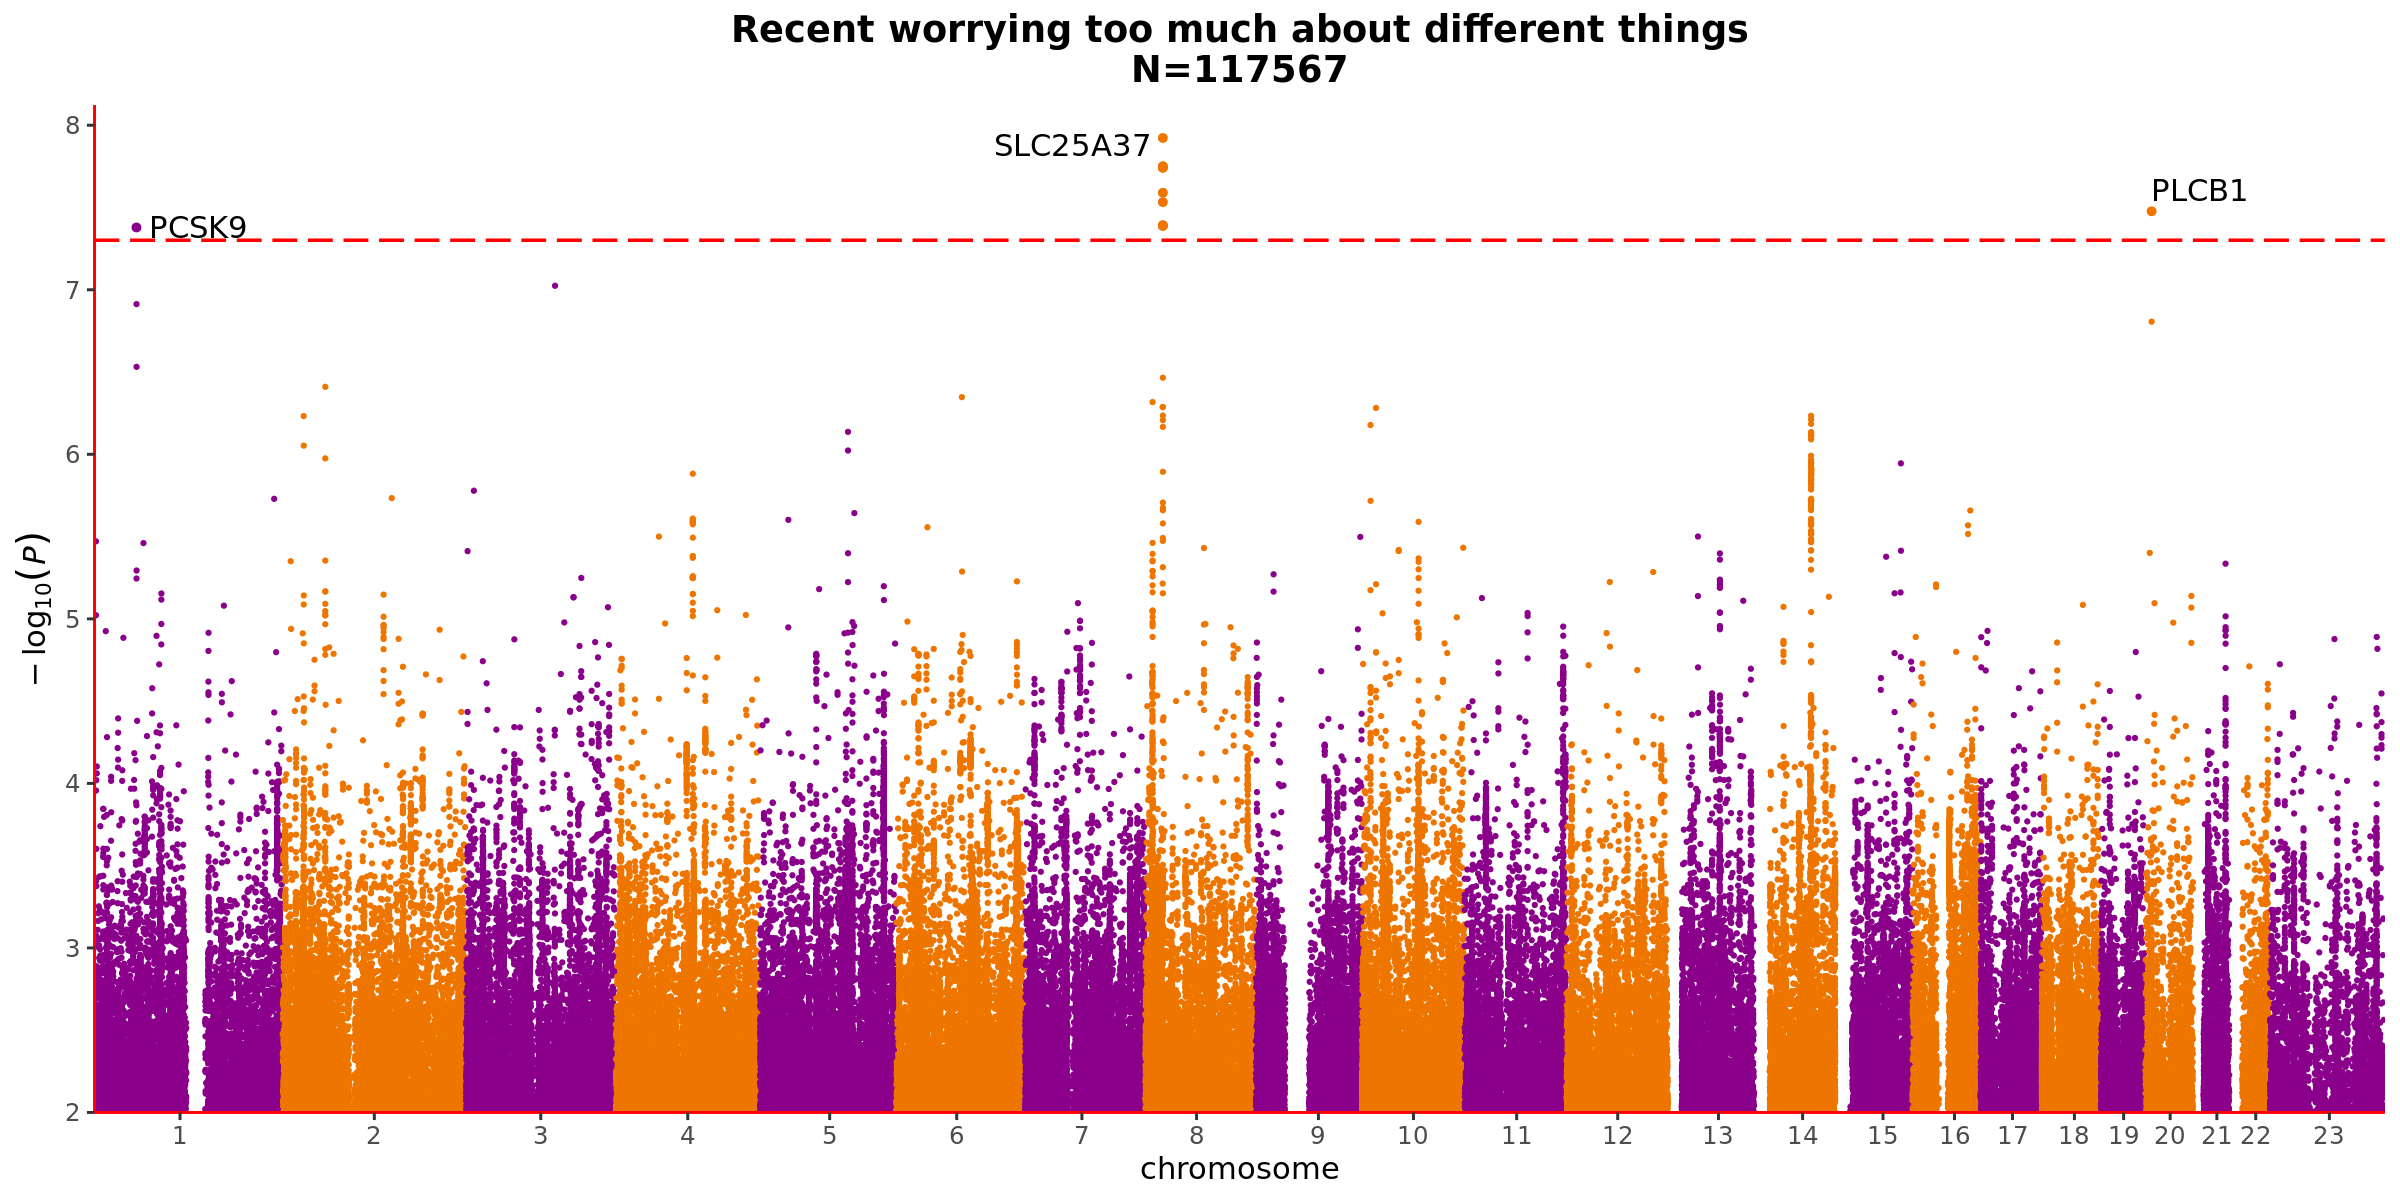 Recent worrying too much about different things
N=117567
8
SLC25A37
PLCB1
PCSK9
7
6
− log10(P)
5
4
3
2
1 2 3 4 5 6 7 8 9 10 11 12 13 14 15 16 17 18 19 20 21 22 23
chromosome